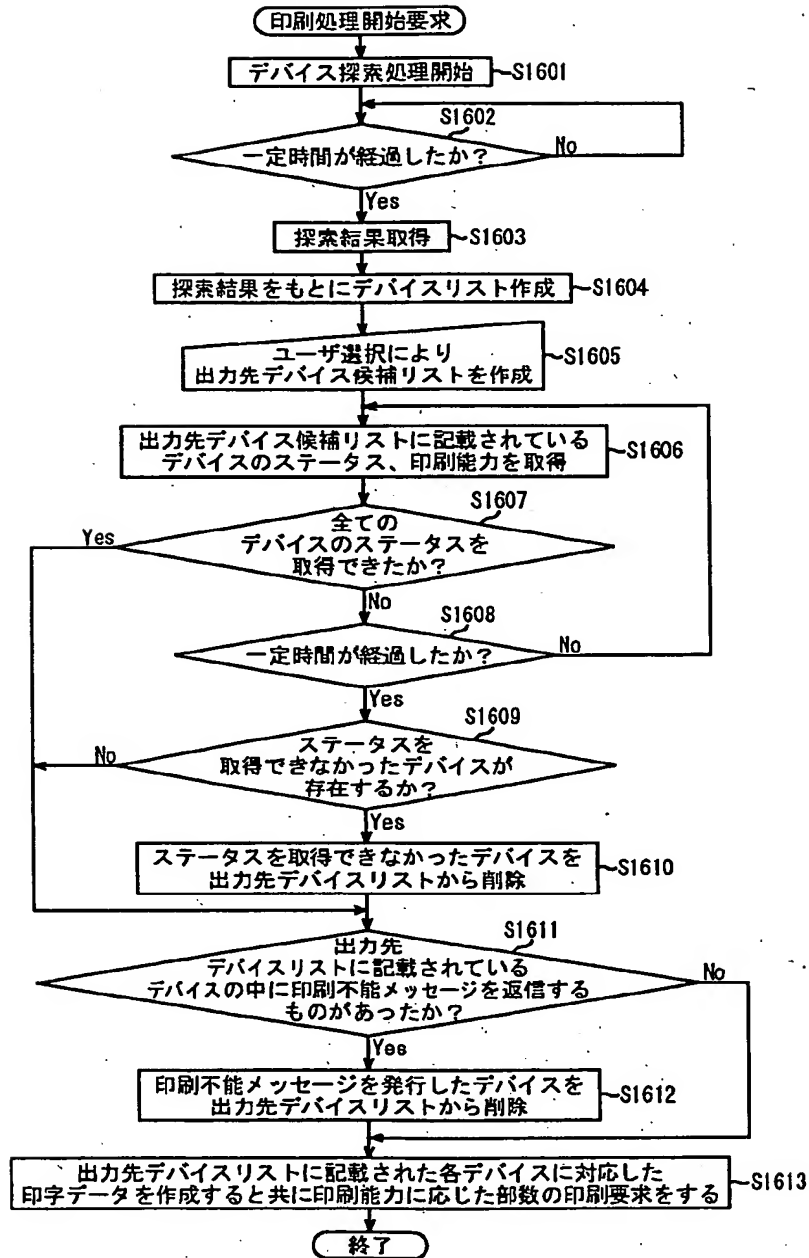 印刷処理開始要求
デバイス探索処理開始
S1601
S1602
一定時間が経過したか?
No
Yes
探索結果取得
S1603
探索結果をもとにデバイスリスト作成
S1604
ユーザ選択により
出力先デバイス候補リストを作成
S1605
出力先デバイス候補リストに記載されている
デバイスのステータス、印刷能力を取得
S1606
S1607
全ての
デバイスのステータスを
取得できたか?
Yes
No
S1608
一定時間が経過したか?
No
Yes
S1609
ステータスを
取得できなかったデバイスが
存在するか?
No
Yes
ステータスを取得できなかったデバイスを
出力先デバイスリストから削除
S1610
S1611
出力先
デバイスリストに記載されている
デバイスの中に印刷不能メッセージを返信する
ものがあったか?
No
Yes
印刷不能メッセージを発行したデバイスを
出力先デバイスリストから削除
S1612
出力先デバイスリストに記載された各デバイスに対応した
印字データを作成すると共に印刷能力に応じた部数の印刷要求をする
S1613
終了